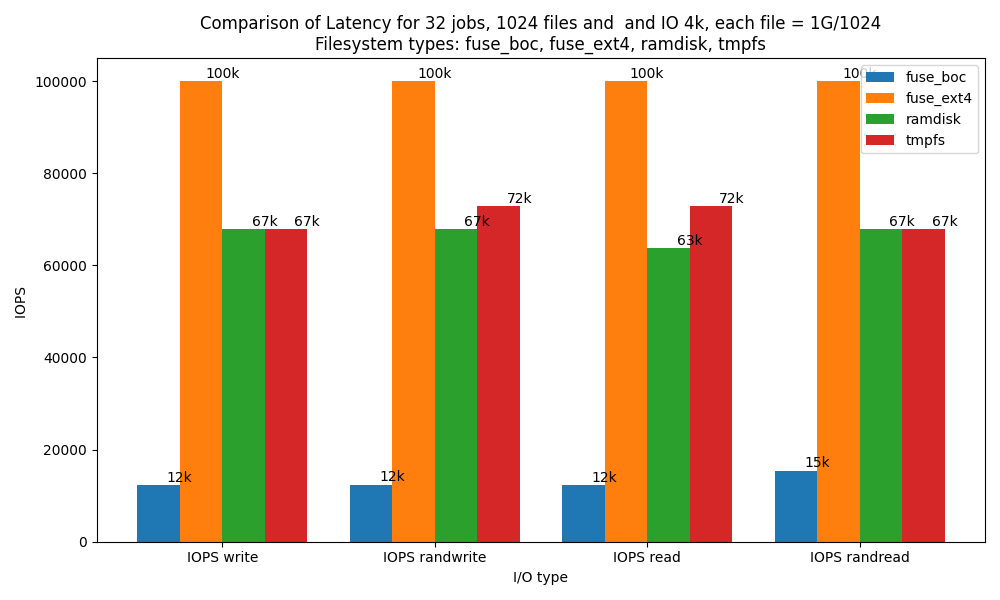 Comparison of Latency for 32 jobs, 1024 files and  and IO 4k, each file = 1G/1024
Filesystem types: fuse_boc, fuse_ext4, ramdisk, tmpfs
fuse_boc
fuse_ext4
ramdisk
tmpfs
IOPS
100000
80000
60000
40000
20000
0
12k
100k
67k
67k
12k
100k
67k
72k
12k
100k
63k
72k
15k
100k
67k
67k
IOPS write
IOPS randwrite
IOPS read
IOPS randread
I/O type